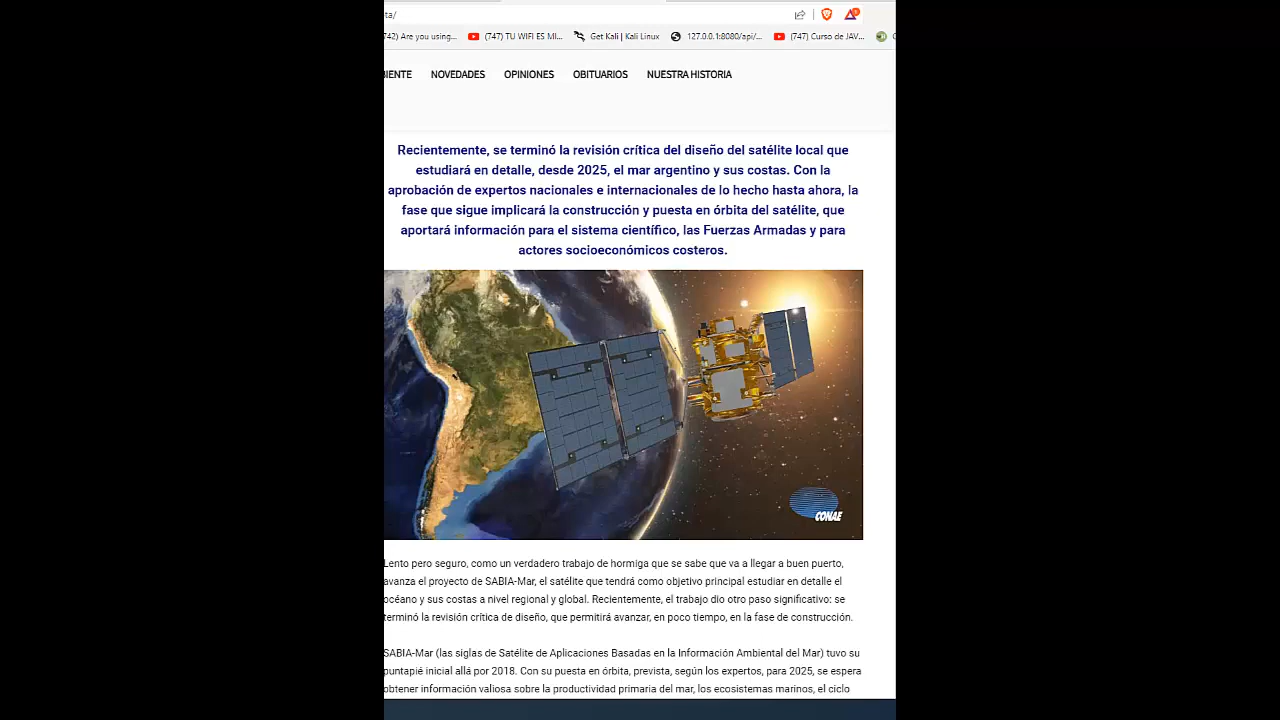 ta/
742) Are you using...
(747) TU WIFI ES MI...
Get Kali | Kali Linux
127.0.0.1:8080/api/...
(747) Curso de JAV...
BIENTE NOVEDADES OPINIONES OBITUARIOS NUESTRA HISTORIA
Recientemente, se terminó la revisión crítica del diseño del satélite local que
estudiará en detalle, desde 2025, el mar argentino y sus costas. Con la
aprobación de expertos nacionales e internacionales de lo hecho hasta ahora, la
fase que sigue implicará la construcción y puesta en órbita del satélite, que
aportará información para el sistema científico, las Fuerzas Armadas y para
actores socioeconómicos costeros.
CONAE
Lento pero seguro, como un verdadero trabajo de hormiga que se sabe que va a llegar a buen puerto,
avanza el proyecto de SABIA-Mar, el satélite que tendrá como objetivo principal estudiar en detalle el
océano y sus costas a nivel regional y global. Recientemente, el trabajo dio otro paso significativo: se
terminó la revisión crítica de diseño, que permitirá avanzar, en poco tiempo, en la fase de construcción.
SABIA-Mar (las siglas de Satélite de Aplicaciones Basadas en la Información Ambiental del Mar) tuvo su
puntapié inicial allá por 2018. Con su puesta en órbita, prevista, según los expertos, para 2025, se espera
obtener información valiosa sobre la productividad primaria del mar, los ecosistemas marinos, el ciclo